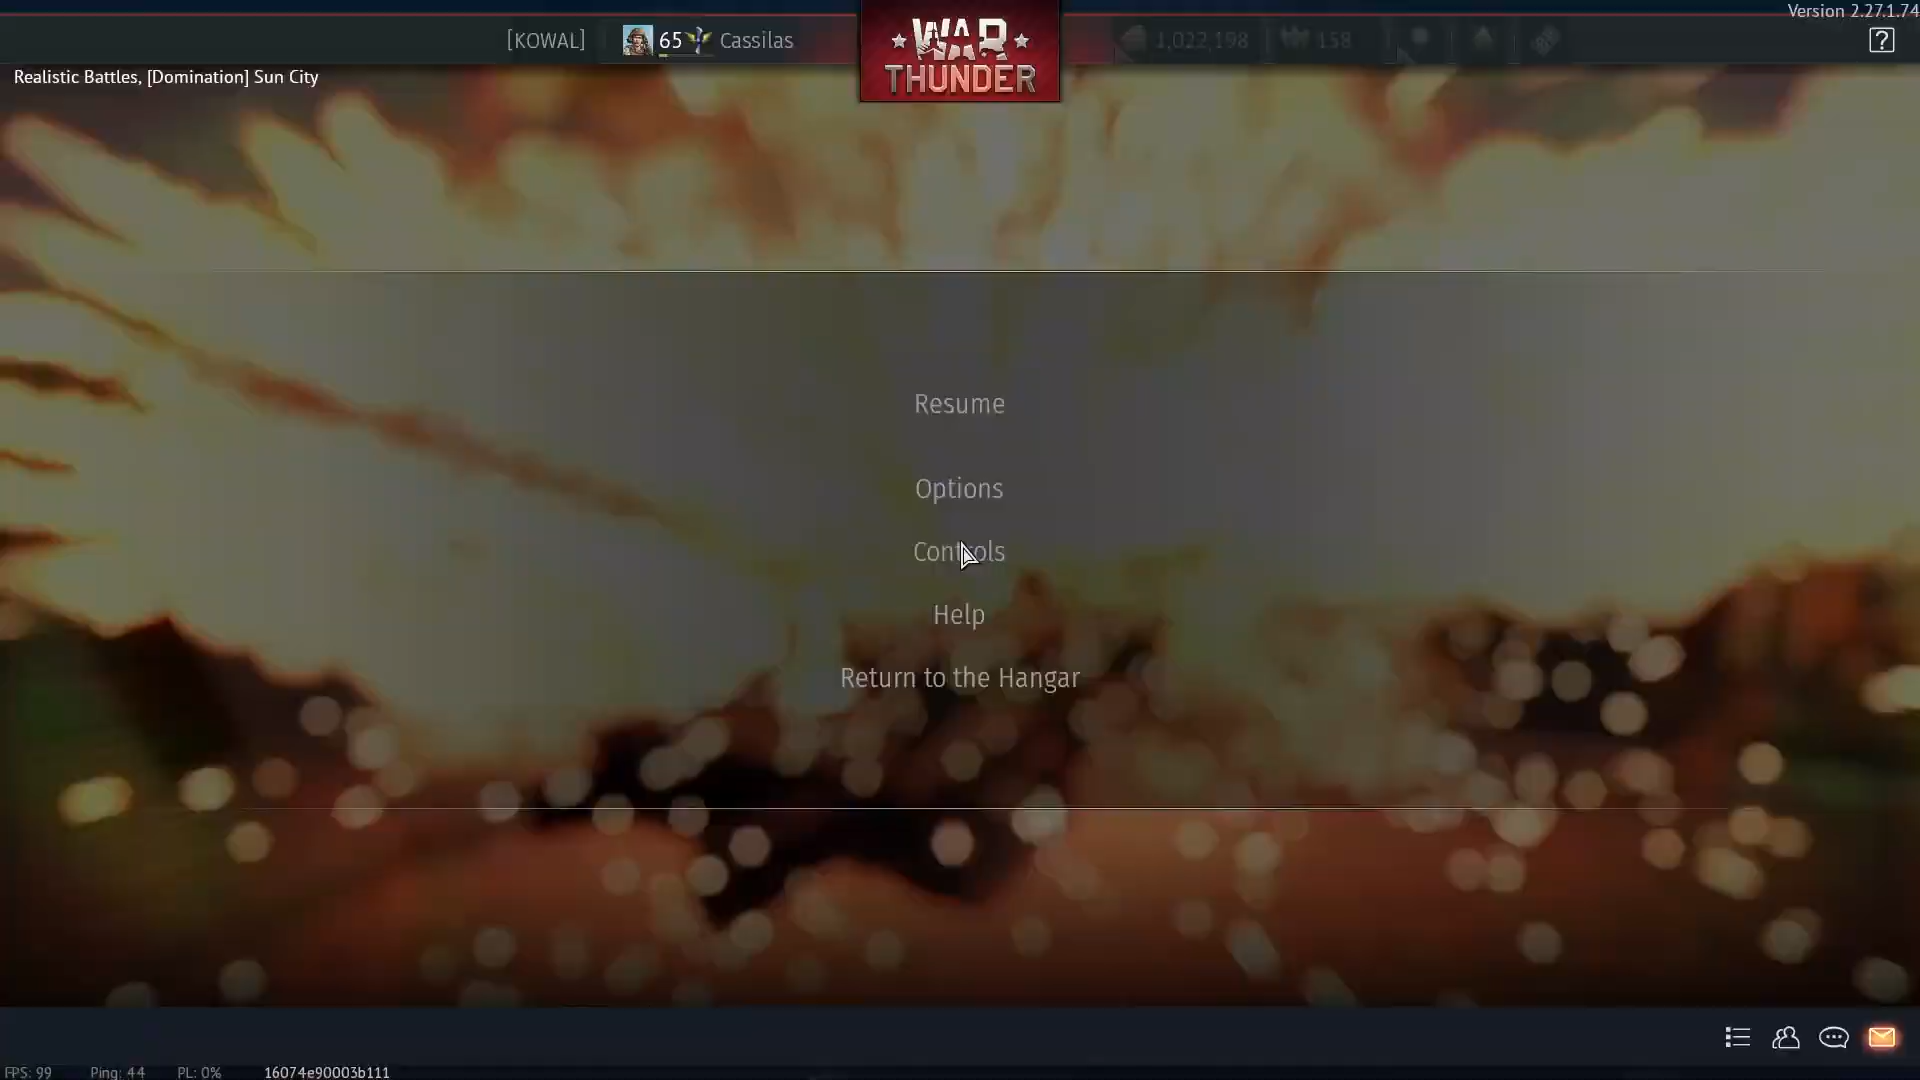 Version 2.27.1.74
[KOWAL] 65 Cassilas
WAR
THUNDER
1,022,198 158
?
Realistic Battles, [Domination] Sun City
Resume
Options
Controls
Help
Return to the Hangar
FPS: 99 Ping: 44 PL: 0% 16074e90003b111